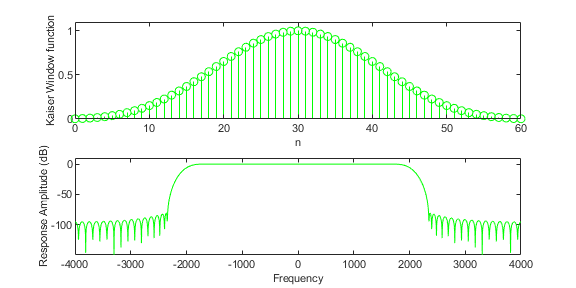 Kaiser Window function
1
0.5
0
0 10 20 30 40 50 60
n
Response Amplitude (dB)
0
-50
-100
-4000 -3000 -2000 -1000 0 1000 2000 3000 4000
Frequency